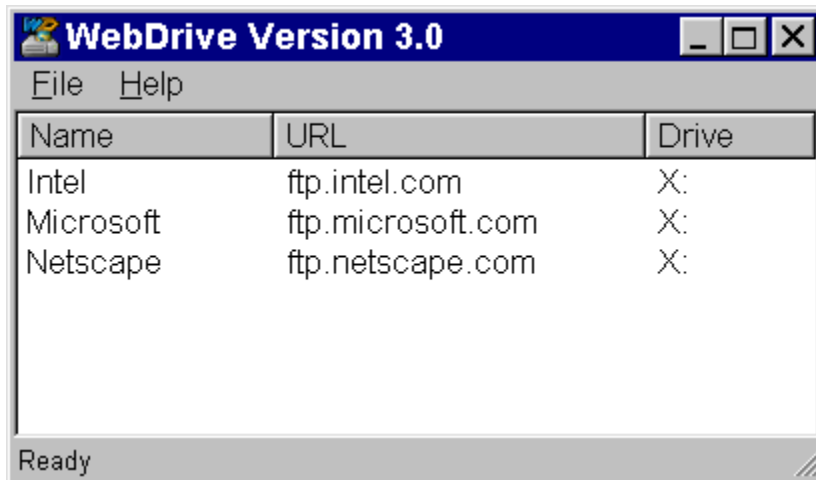 WebDrive Version 3.0
File Help
Name URL Drive
Intel ftp.intel.com X:
Microsoft ftp.microsoft.com X:
Netscape ftp.netscape.com X:
Ready